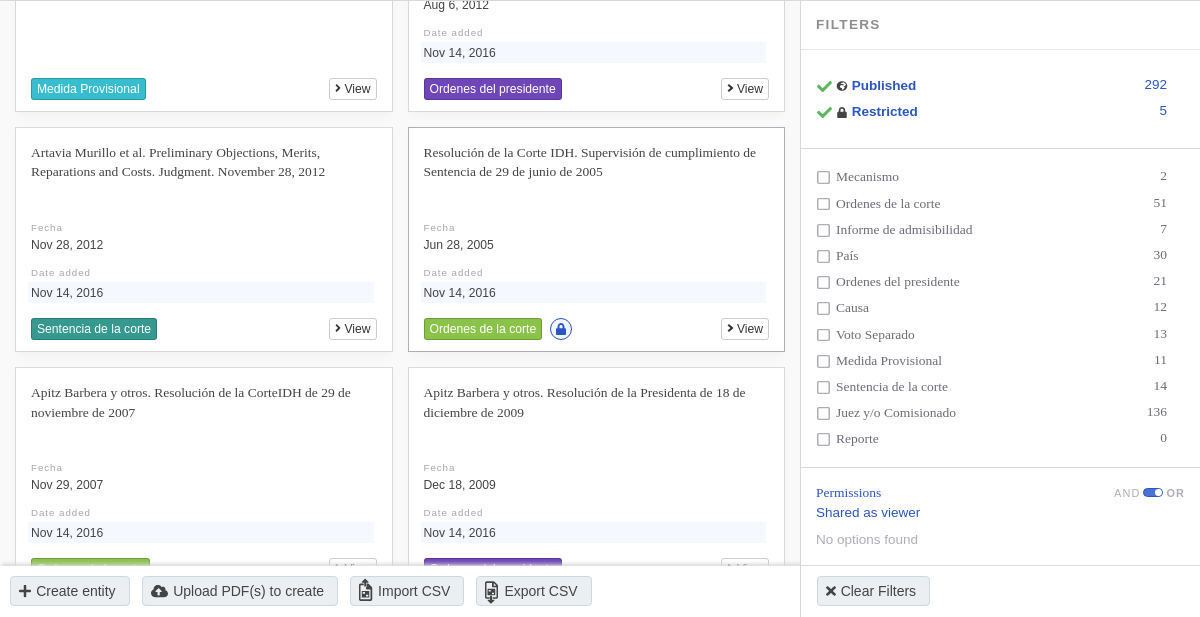 Aug 6, 2012
Date added
Nov 14, 2016
Medida Provisional
View
Ordenes del presidente
View
Artavia Murillo et al. Preliminary Objections, Merits,
Reparations and Costs. Judgment. November 28, 2012
Fecha
Nov 28, 2012
Date added
Nov 14, 2016
Sentencia de la corte
View
Resolución de la Corte IDH. Supervisión de cumplimiento de
Sentencia de 29 de junio de 2005
Fecha
Jun 28, 2005
Date added
Nov 14, 2016
Ordenes de la corte
View
Apitz Barbera y otros. Resolución de la CorteIDH de 29 de
noviembre de 2007
Fecha
Nov 29, 2007
Date added
Nov 14, 2016
Apitz Barbera y otros. Resolución de la Presidenta de 18 de
diciembre de 2009
Fecha
Dec 18, 2009
Date added
Nov 14, 2016
Create entity
Upload PDF(s) to create
Import CSV
Export CSV
FILTERS
Published 292
Restricted 5
Mecanismo 2
Ordenes de la corte 51
Informe de admisibilidad 7
País 30
Ordenes del presidente 21
Causa 12
Voto Separado 13
Medida Provisional 11
Sentencia de la corte 14
Juez y/o Comisionado 136
Reporte 0
Permissions AND OR
Shared as viewer
No options found
Clear Filters